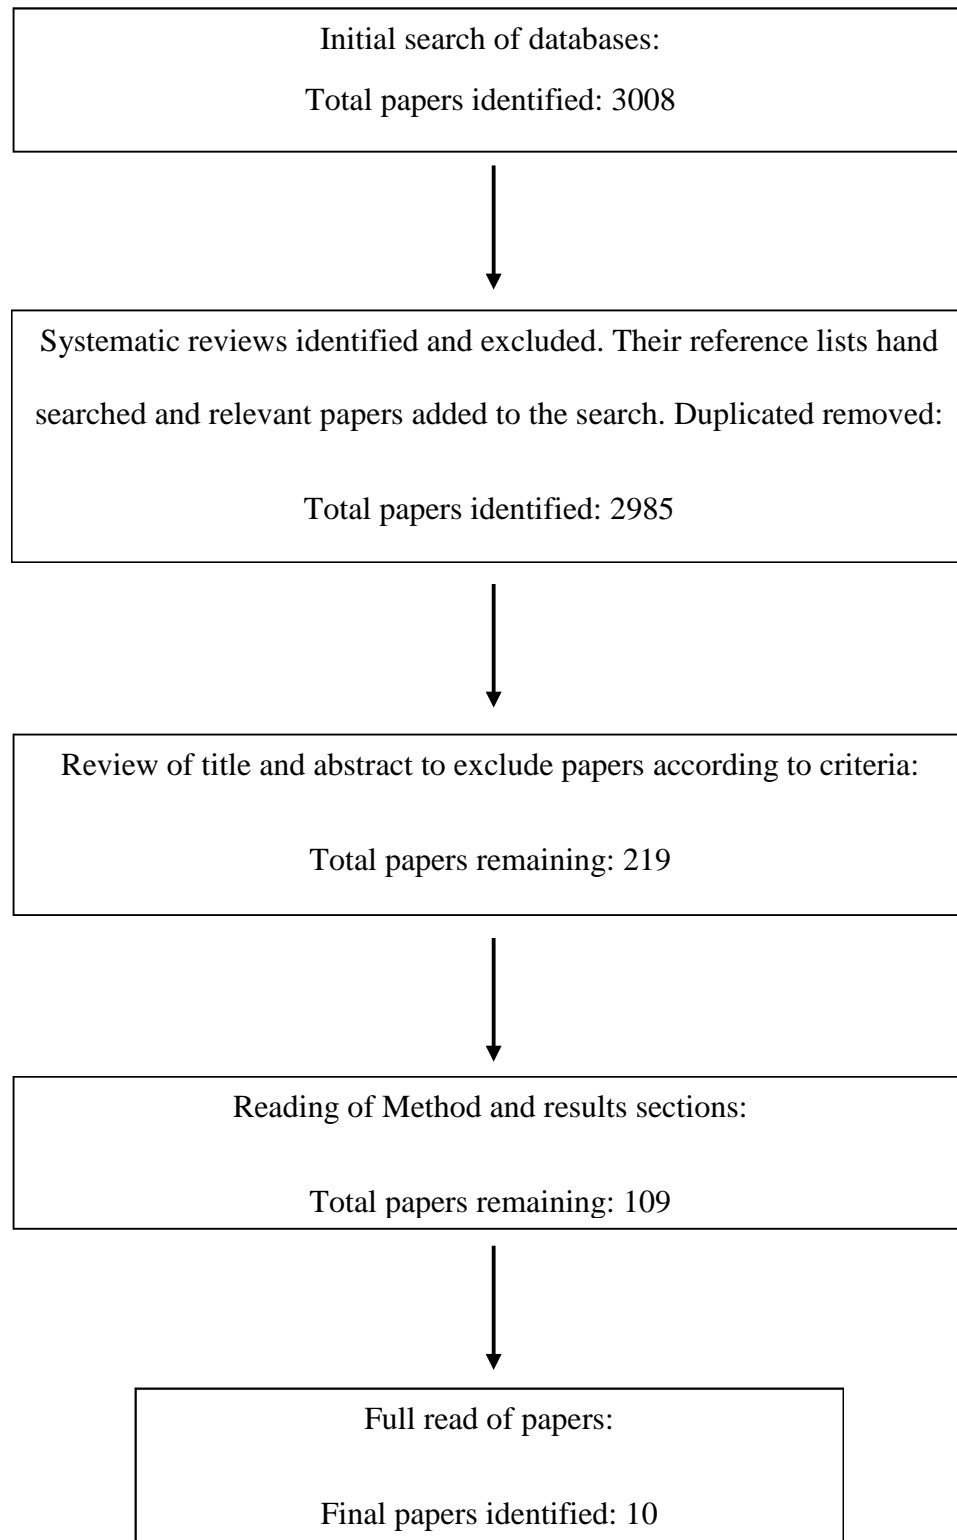 Initial search of databases:
Total papers identified: 3008
Systematic reviews identified and excluded. Their reference lists hand
searched and relevant papers added to the search. Duplicated removed:
Total papers identified: 2985
Review of title and abstract to exclude papers according to criteria:
Total papers remaining: 219
Reading of Method and results sections:
Total papers remaining: 109
Full read of papers:
Final papers identified: 10